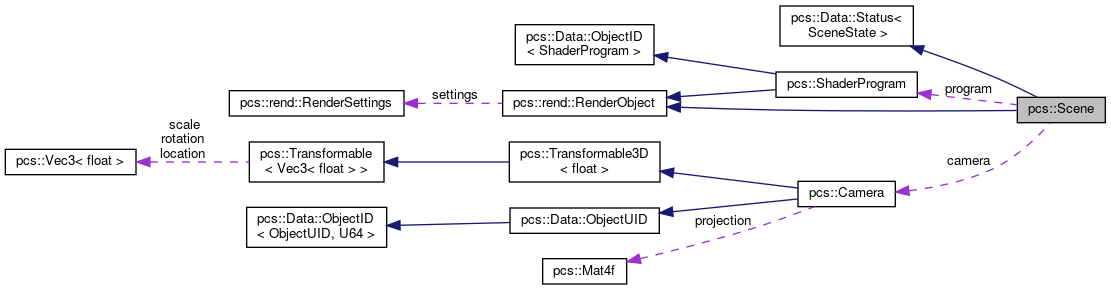 pcs::Data::Status<
SceneState >
pcs::Data::ObjectID
< ShaderProgram >
pcs::ShaderProgram
program
settings
pcs::rend::RenderSettings
pcs::rend::RenderObject
pcs::Scene
scale
rotation
location
pcs::Vec3< float >
pcs::Transformable
< Vec3< float > >
pcs::Transformable3D
< float >
camera
pcs::Camera
pcs::Data::ObjectID
< ObjectUID, U64 >
pcs::Data::ObjectUID
projection
pcs::Mat4f